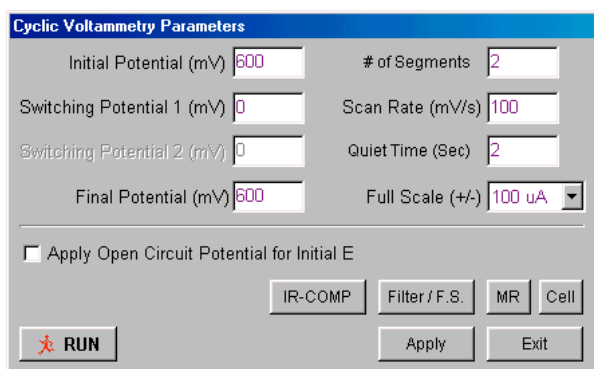 Cyclic Voltammetry Parameters
Initial Potential (mV) 600 # of Segments 2
Switching Potential 1 (mV) 0 Scan Rate (mV/s) 100
Switching Potential 2 (mV) 0 Quiet Time (Sec) 2
Final Potential (mV) 600 Full Scale (+/-) 100 uA
Apply Open Circuit Potential for Initial E
IR-COMP Filter / F.S. MR Cell
RUN Apply Exit